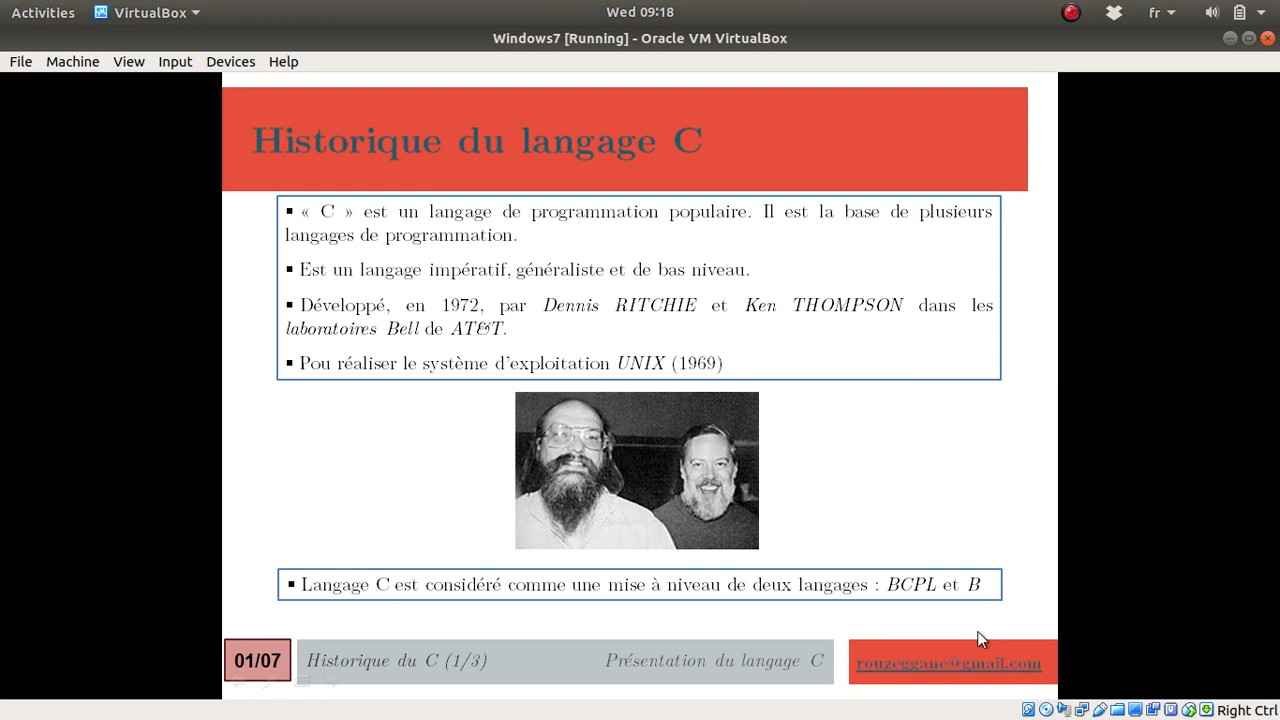 Activities VirtualBox Wed 09:18 fr
Windows7 [Running] - Oracle VM VirtualBox
File Machine View Input Devices Help
Historique du langage C
▪ « C » est un langage de programmation populaire. Il est la base de plusieurs
langages de programmation.
▪ Est un langage impératif, généraliste et de bas niveau.
▪ Développé, en 1972, par Dennis RITCHIE et Ken THOMPSON dans les
laboratoires Bell de AT&T.
▪ Pou réaliser le système d'exploitation UNIX (1969)
▪ Langage C est considéré comme une mise à niveau de deux langages : BCPL et B
01/07 Historique du C (1/3) Présentation du langage C rouzeggane@gmail.com
Right Ctrl